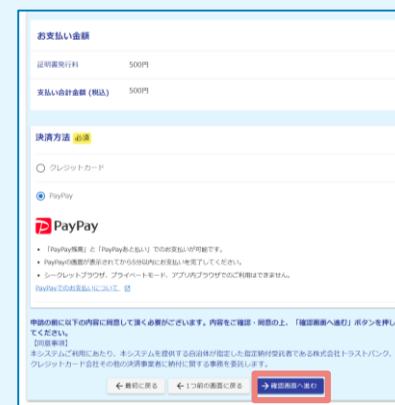 お支払い金額
証明書発行料 500円
支払い合計金額 (税込) 500円
決済方法 必須
クレジットカード
PayPay
PayPay
• 「PayPay残高」と「PayPayあと払い」でのお支払いが可能です。
• PayPayの画面が表示されてから5分以内にお支払いを完了してください。
• シークレットブラウザ、プライベートモード、アプリ内ブラウザでのご利用はできません。
PayPayでのお支払いについて
申請の前に以下の内容に同意して頂く必要がございます。内容をご確認・同意の上、「確認画面へ進む」ボタンを押し
てください。
【同意事項】
本システムご利用にあたり、本システムを提供する自治体が指定した指定納付受託者である株式会社トラストバンク、
クレジットカード会社その他の決済事業者に納付に関する事務を委託します。
← 最初に戻る ← 1つ前の画面に戻る → 確認画面へ進む